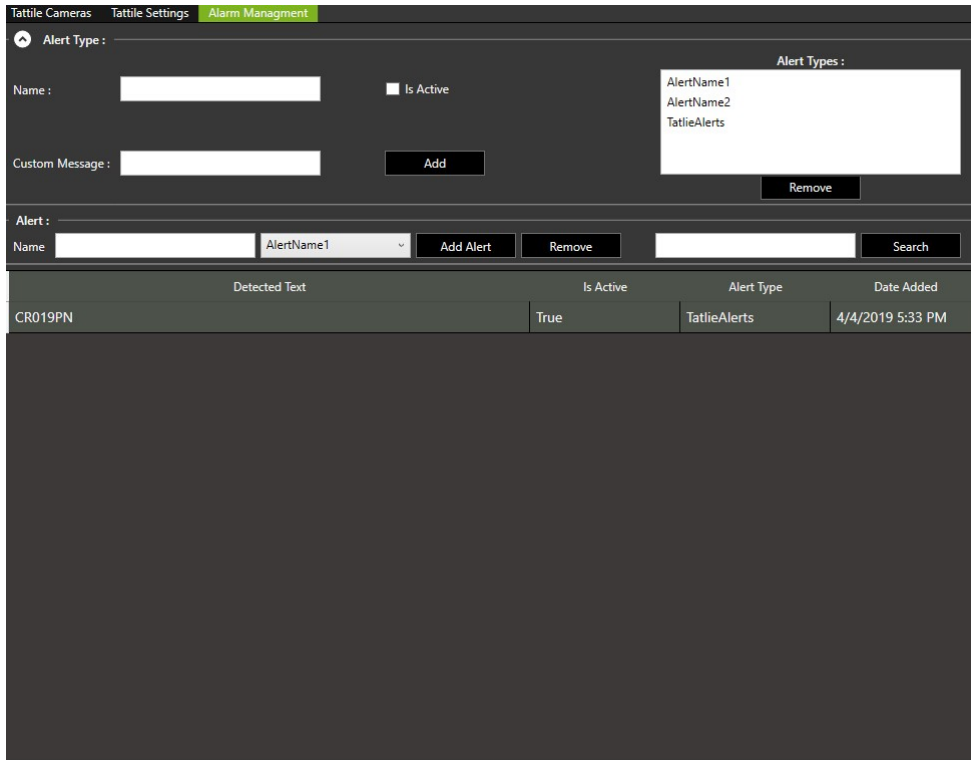 Tattile Cameras Tattile Settings Alarm Managment
Alert Type :
Alert Types :
Name : Is Active
AlertName1
AlertName2
TatlieAlerts
Custom Message : Add
Remove
Alert :
Name AlertName1 Add Alert Remove Search
Detected Text Is Active Alert Type Date Added
CR019PN True TatlieAlerts 4/4/2019 5:33 PM